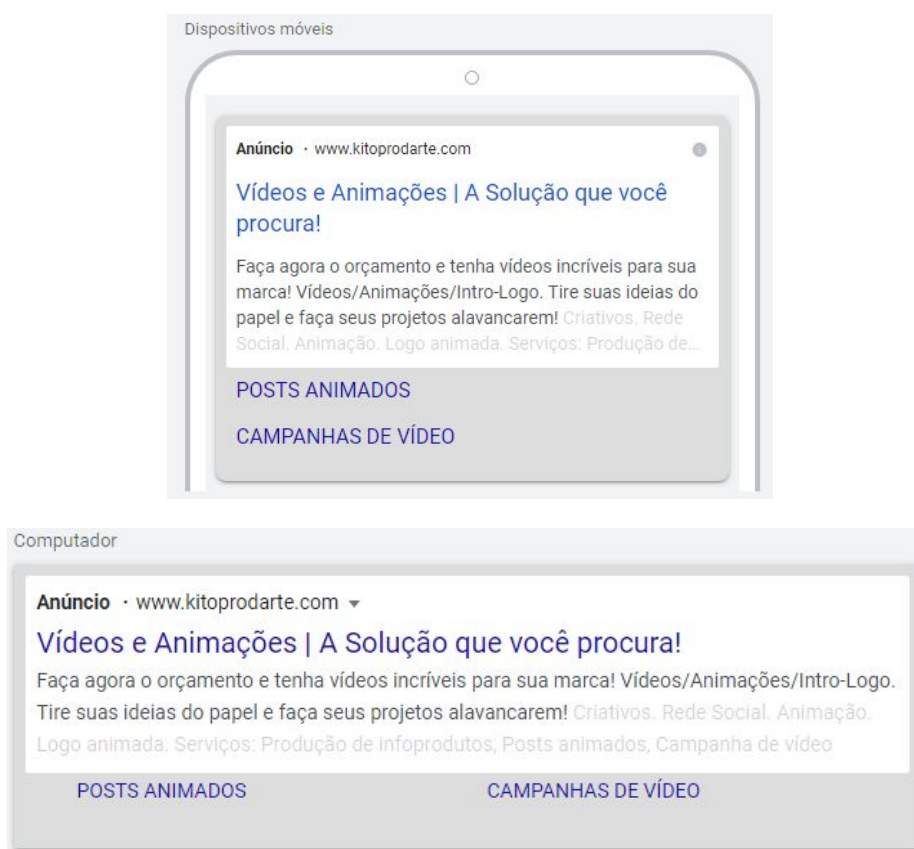 Dispositivos móveis
Anúncio · www.kitoprodarte.com
Vídeos e Animações | A Solução que você
procura!
Faça agora o orçamento e tenha vídeos incríveis para sua
marca! Vídeos/Animações/Intro-Logo. Tire suas ideias do
papel e faça seus projetos alavancarem! Criativos. Rede
Social. Animação. Logo animada. Serviços: Produção de...
POSTS ANIMADOS
CAMPANHAS DE VÍDEO
Computador
Anúncio · www.kitoprodarte.com
Vídeos e Animações | A Solução que você procura!
Faça agora o orçamento e tenha vídeos incríveis para sua marca! Vídeos/Animações/Intro-Logo.
Tire suas ideias do papel e faça seus projetos alavancarem! Criativos. Rede Social. Animação.
Logo animada. Serviços: Produção de infoprodutos, Posts animados, Campanha de vídeo
POSTS ANIMADOS CAMPANHAS DE VÍDEO